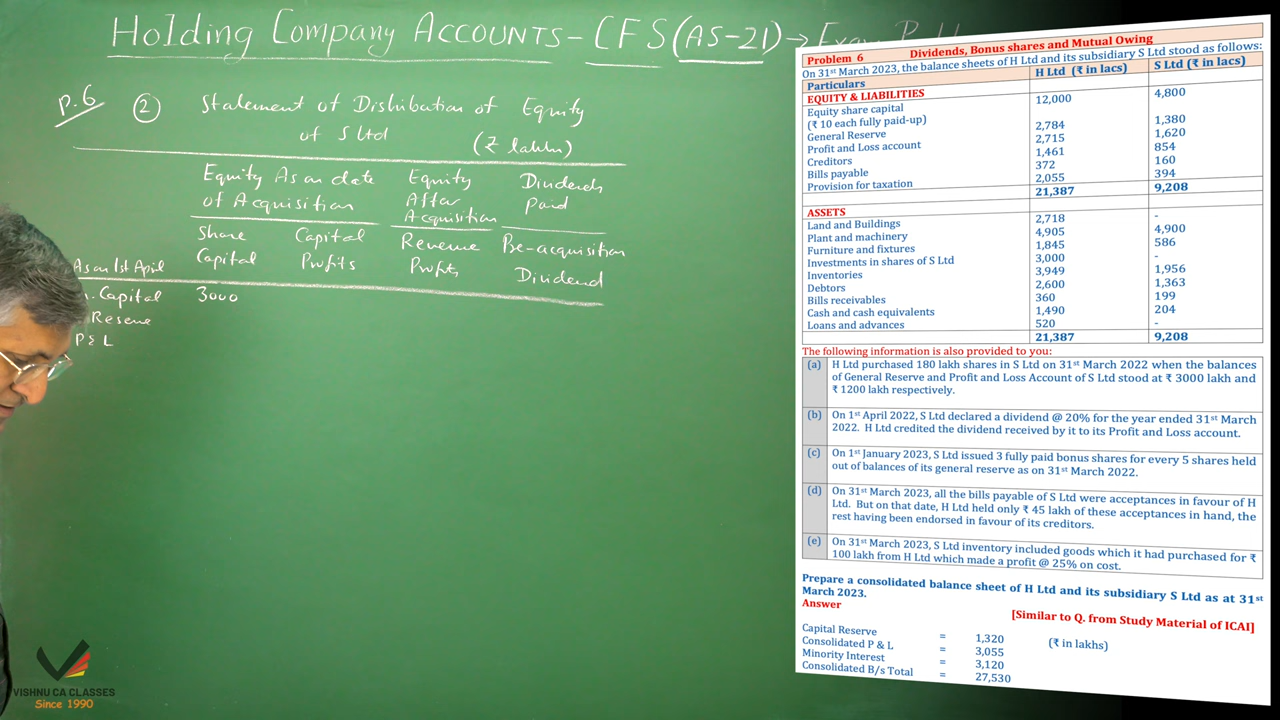 Holding Company Accounts - CFS (AS-21) → Exam
P.6
② Statement of Distribution of Equity
of S Ltd
(₹ lakhs)
Equity As on date
of Acquisition
Equity
After
Acquisition
Dividends
Paid
Share
Capital
Capital
Profits
Revenue
Profits
Pre-acquisition
Dividend
As on 1st April
Capital 3000
Reserve
P & L
VISHNU CA CLASSES
Since 1990
Problem 6 Dividends, Bonus shares and Mutual Owing
On 31st March 2023, the balance sheets of H Ltd and its subsidiary S Ltd stood as follows:
Particulars H Ltd (₹ in lacs) S Ltd (₹ in lacs)
EQUITY & LIABILITIES
Equity share capital 12,000 4,800
(₹ 10 each fully paid-up)
General Reserve 2,784 1,380
Profit and Loss account 2,715 1,620
Creditors 1,461 854
Bills payable 372 160
Provision for taxation 2,055 394
21,387 9,208
ASSETS
Land and Buildings 2,718 -
Plant and machinery 4,905 4,900
Furniture and fixtures 1,845 586
Investments in shares of S Ltd 3,000 -
Inventories 3,949 1,956
Debtors 2,600 1,363
Bills receivables 360 199
Cash and cash equivalents 1,490 204
Loans and advances 520 -
21,387 9,208
The following information is also provided to you:
(a) H Ltd purchased 180 lakh shares in S Ltd on 31st March 2022 when the balances
of General Reserve and Profit and Loss Account of S Ltd stood at ₹ 3000 lakh and
₹ 1200 lakh respectively.
(b) On 1st April 2022, S Ltd declared a dividend @ 20% for the year ended 31st March
2022. H Ltd credited the dividend received by it to its Profit and Loss account.
(c) On 1st January 2023, S Ltd issued 3 fully paid bonus shares for every 5 shares held
out of balances of its general reserve as on 31st March 2022.
(d) On 31st March 2023, all the bills payable of S Ltd were acceptances in favour of H
Ltd. But on that date, H Ltd held only ₹ 45 lakh of these acceptances in hand, the
rest having been endorsed in favour of its creditors.
(e) On 31st March 2023, S Ltd inventory included goods which it had purchased for ₹
100 lakh from H Ltd which made a profit @ 25% on cost.
Prepare a consolidated balance sheet of H Ltd and its subsidiary S Ltd as at 31st
March 2023.
Answer
[Similar to Q. from Study Material of ICAI]
Capital Reserve = 1,320 (₹ in lakhs)
Consolidated P & L = 3,055
Minority Interest = 3,120
Consolidated B/s Total = 27,530